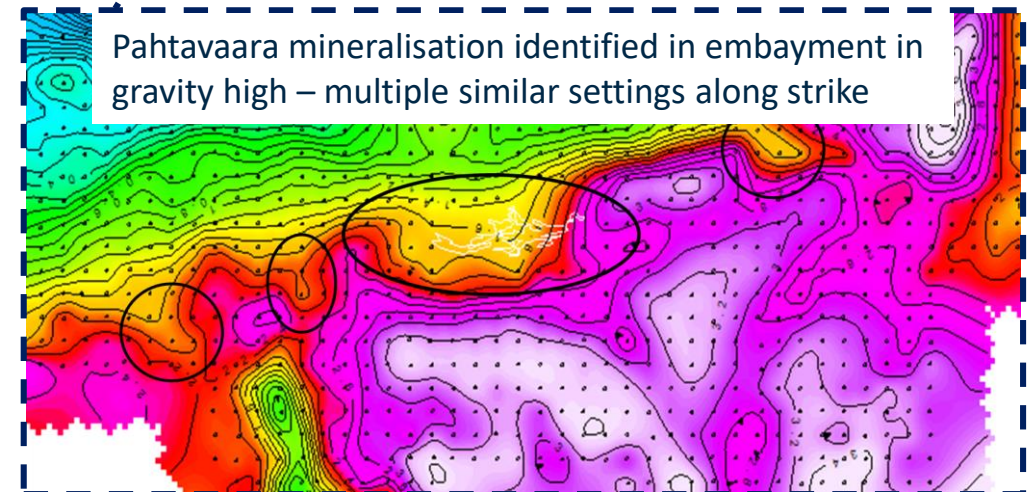 Pahtavaara mineralisation identified in embayment in
gravity high – multiple similar settings along strike